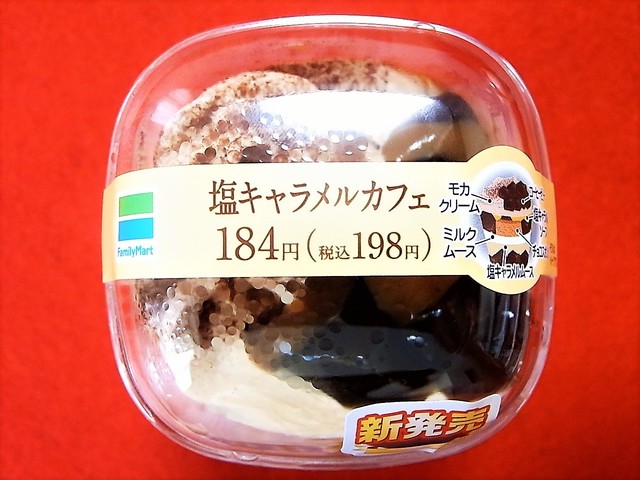 塩キャラメルカフェ
184円(税込198円)
FamilyMart
モカ
クリーム
ミルク
ムース
塩キャラメルムース
新発売